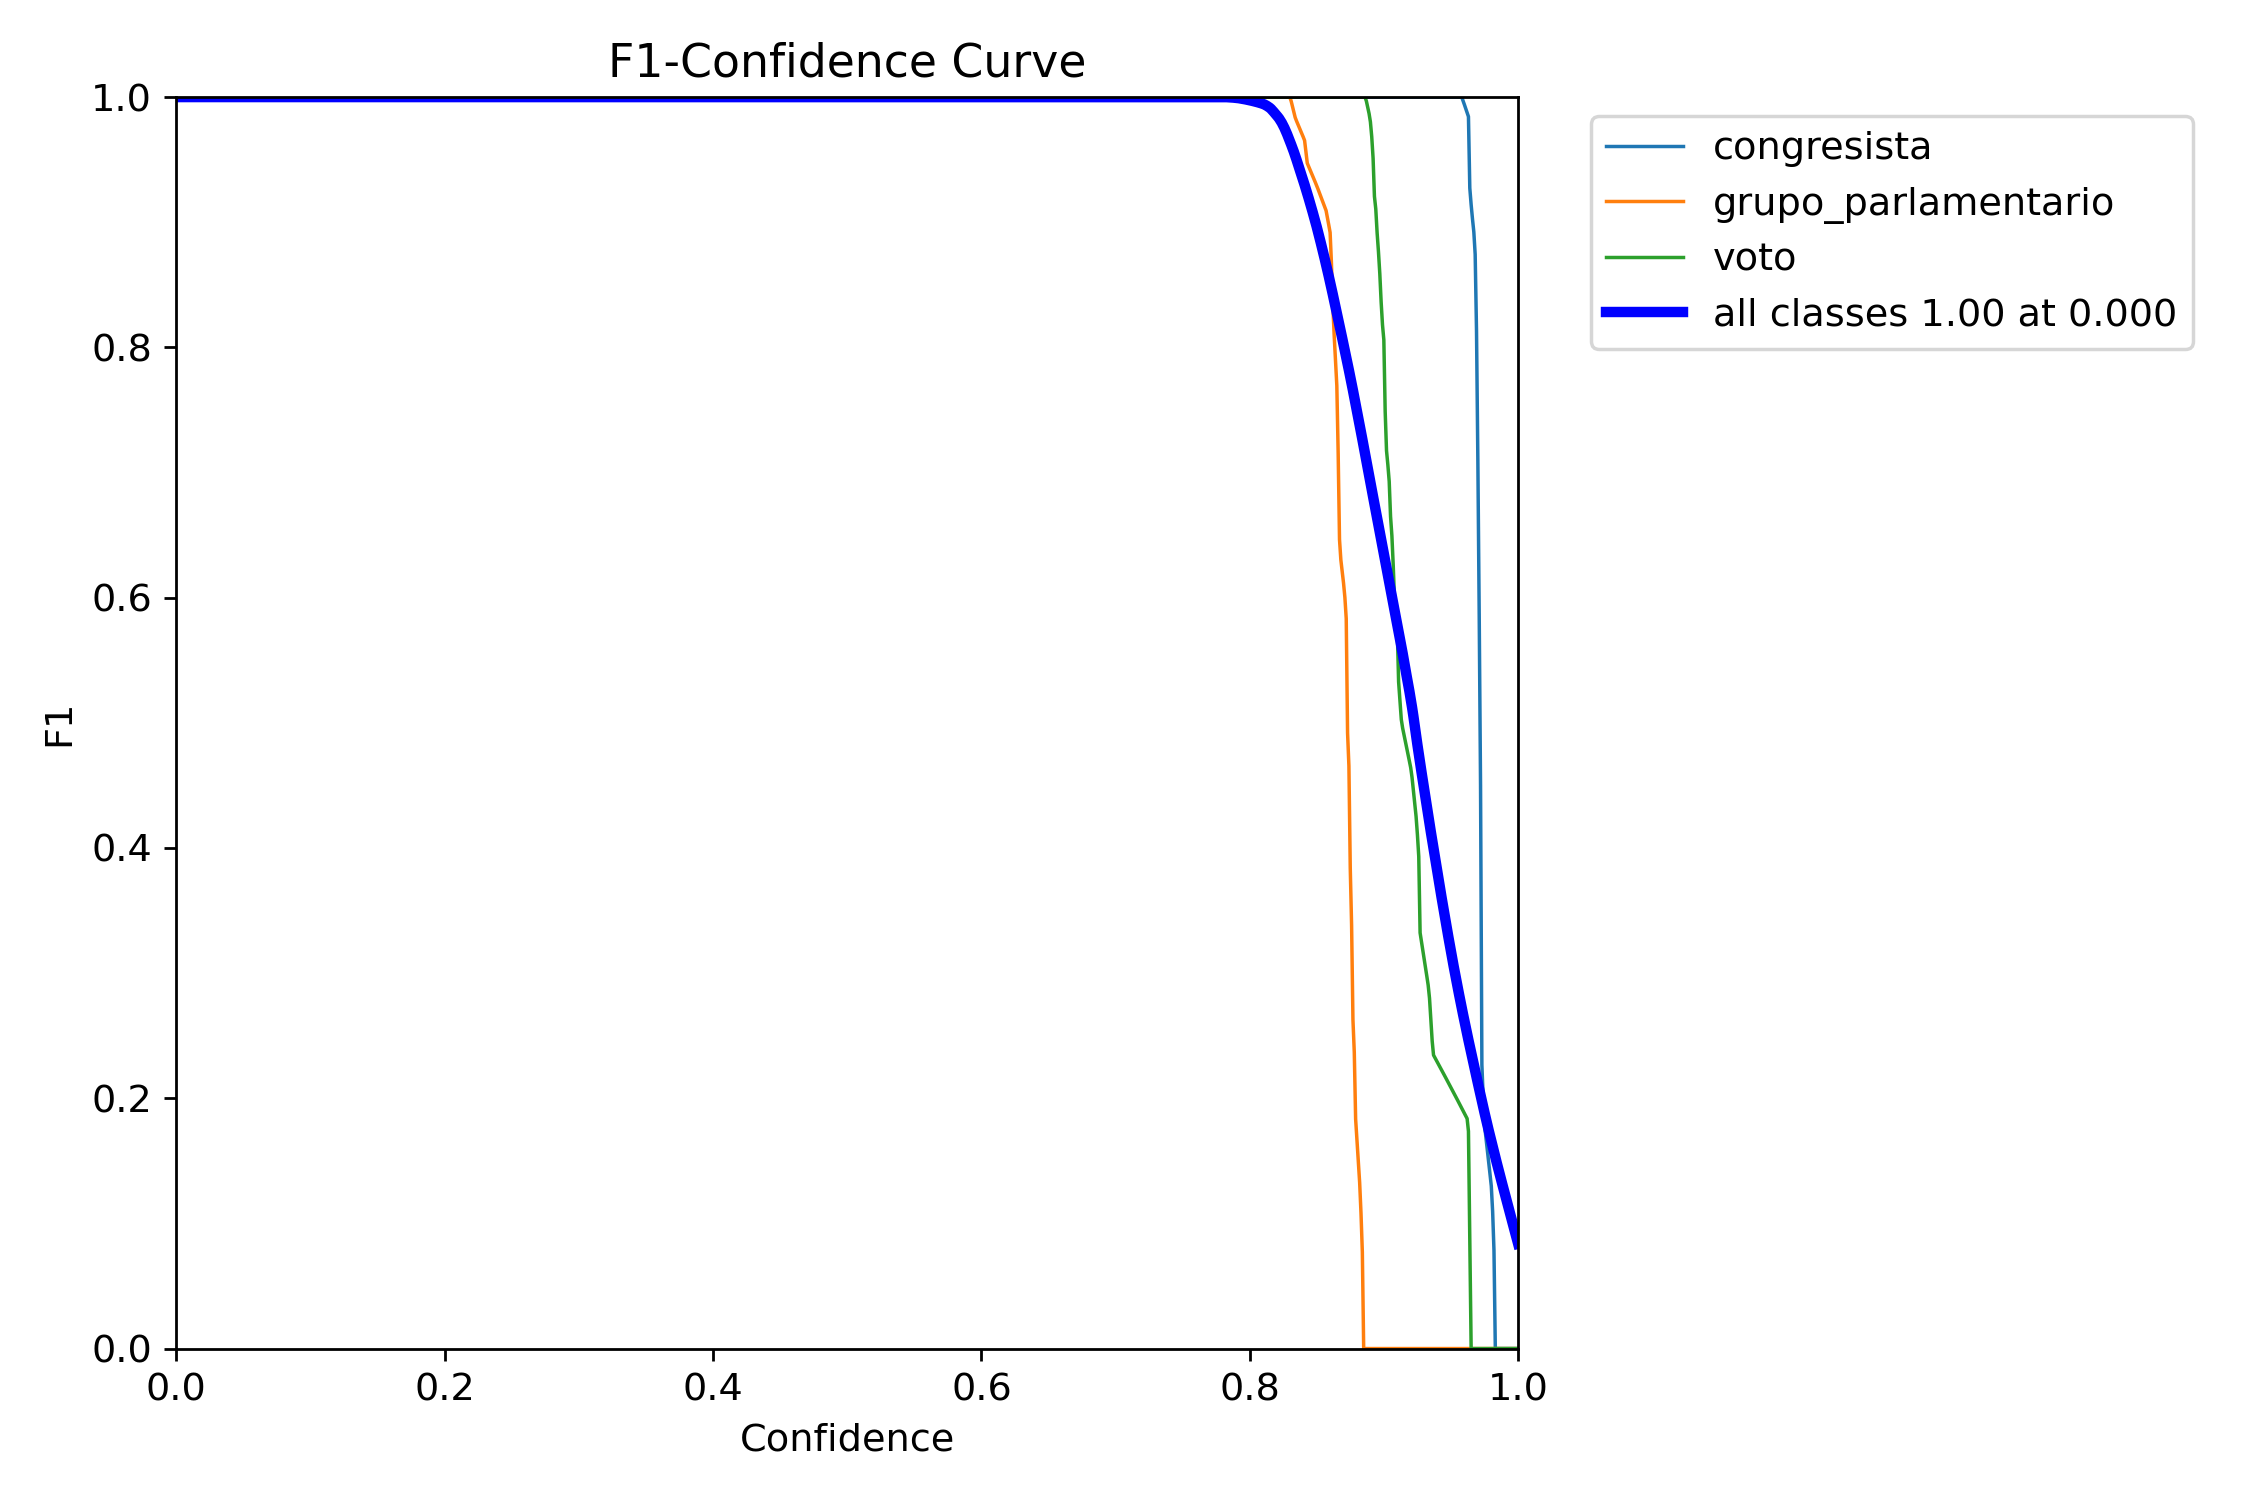 F1-Confidence Curve
1.0
0.8
0.6
0.4
0.2
0.0
F1
0.0 0.2 0.4 0.6 0.8 1.0
Confidence
congresista
grupo_parlamentario
voto
all classes 1.00 at 0.000